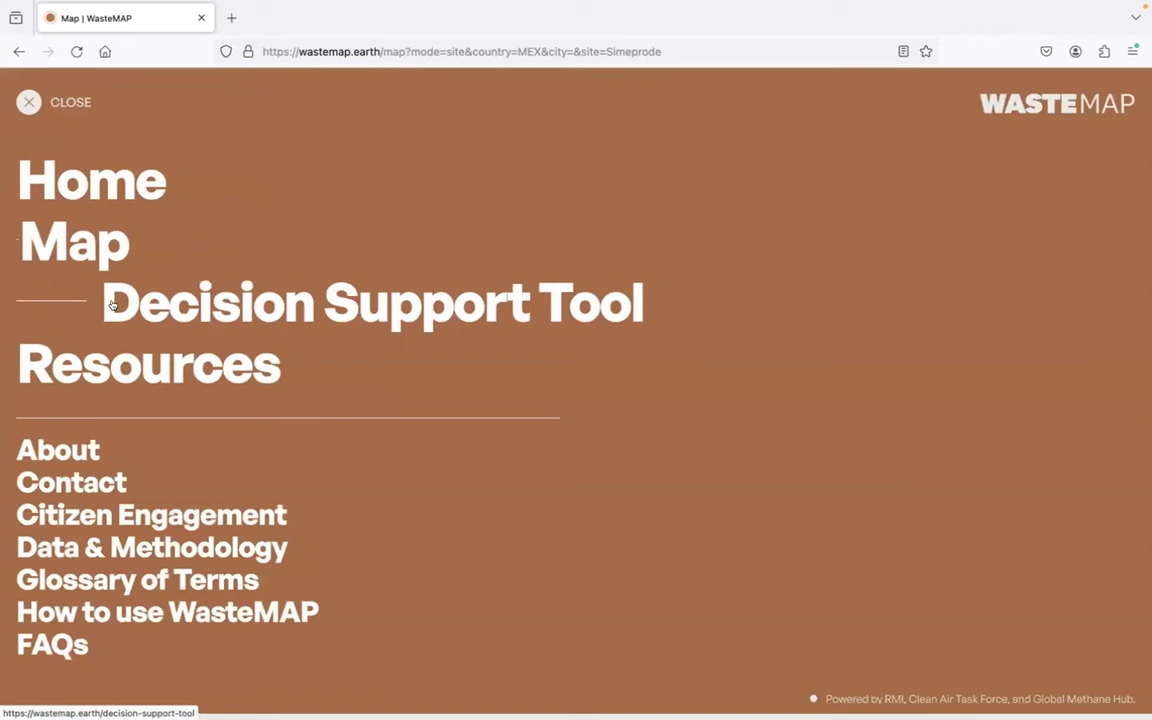 Map | WasteMAP
https://wastemap.earth/map?mode=site&country=MEX&city=&site=Simeprode
CLOSE
WASTEMAP
Home
Map
Decision Support Tool
Resources
About
Contact
Citizen Engagement
Data & Methodology
Glossary of Terms
How to use WasteMAP
FAQs
Powered by RMI, Clean Air Task Force, and Global Methane Hub.
https://wastemap.earth/decision-support-tool